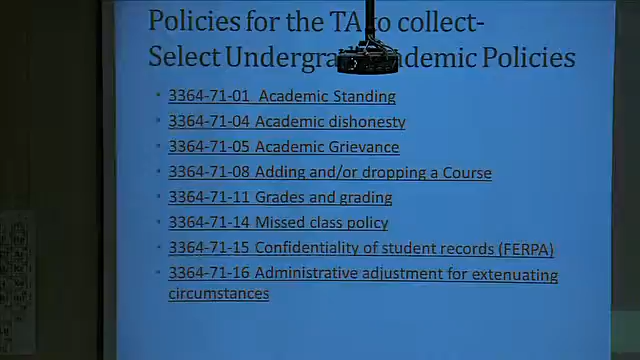 Policies for the TA to collect-
Select Undergra ademic Policies
3364-71-01 Academic Standing
3364-71-04 Academic dishonesty
3364-71-05 Academic Grievance
3364-71-08 Adding and/or dropping a Course
3364-71-11 Grades and grading
3364-71-14 Missed class policy
3364-71-15 Confidentiality of student records (FERPA)
3364-71-16 Administrative adjustment for extenuating
circumstances